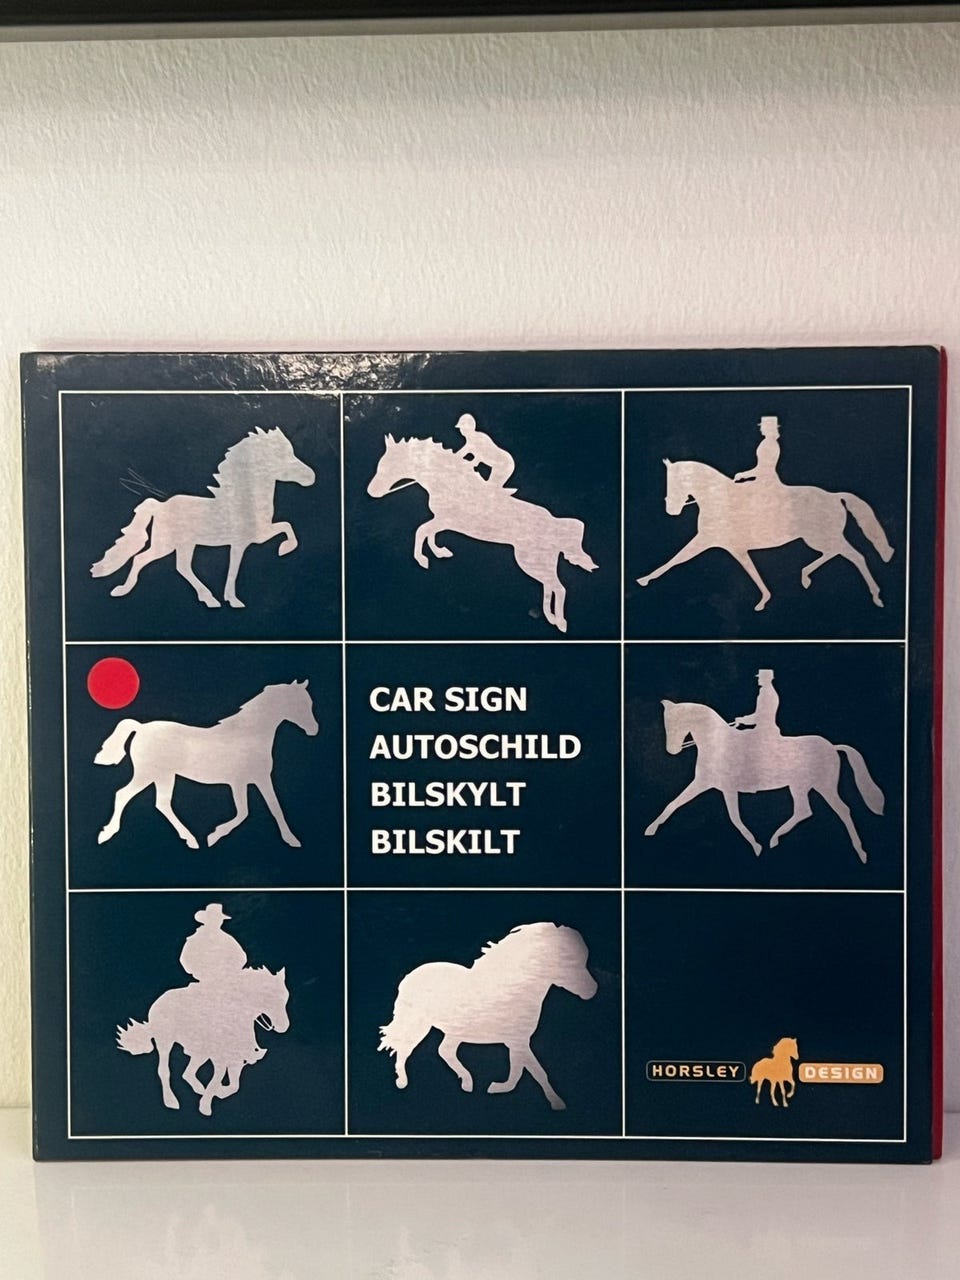 CAR SIGN
AUTOSCHILD
BILSKYLT
BILSKILT
HORSLEY DESIGN